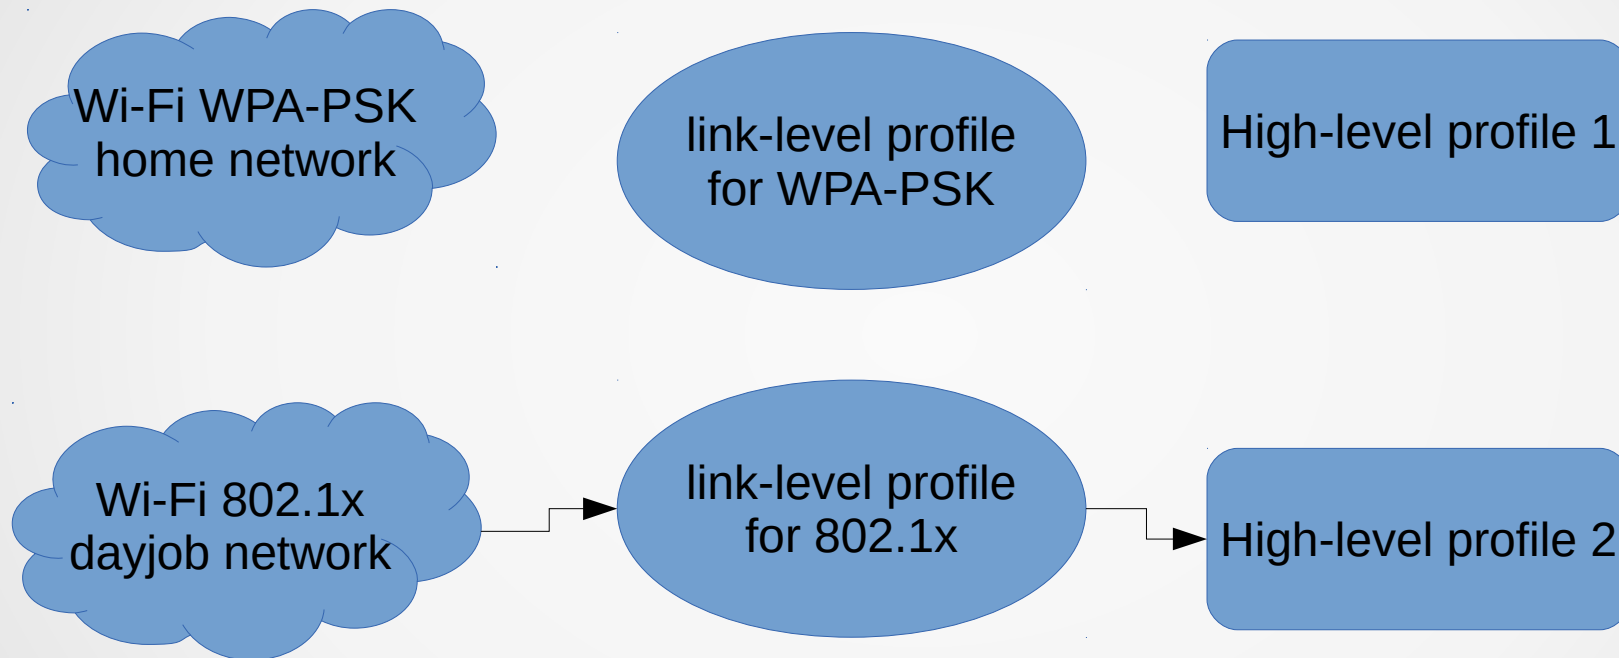 Wi-Fi WPA-PSK
home network
link-level profile
for WPA-PSK
High-level profile 1
Wi-Fi 802.1x
dayjob network
link-level profile
for 802.1x
High-level profile 2